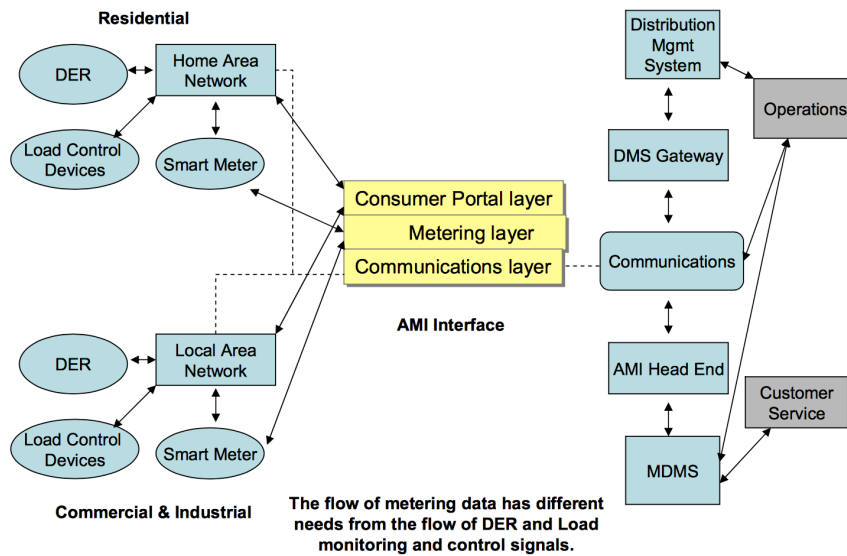 Residential
DER
Home Area
Network
Load Control
Devices
Smart Meter
Consumer Portal layer
Metering layer
Communications layer
AMI Interface
DER
Local Area
Network
Load Control
Devices
Smart Meter
Commercial & Industrial
The flow of metering data has different
needs from the flow of DER and Load
monitoring and control signals.
Distribution
Mgmt
System
Operations
DMS Gateway
Communications
AMI Head End
Customer
Service
MDMS